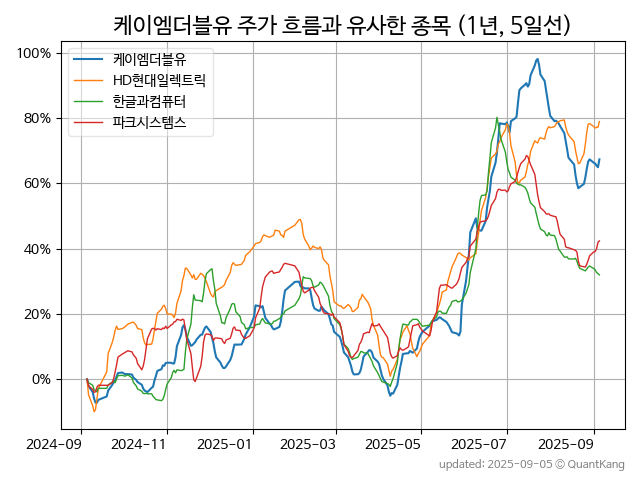 케이엠더블유 주가 흐름과 유사한 종목 (1년, 5일선)
케이엠더블유
HD현대일렉트릭
한글과컴퓨터
파크시스템스
100%
80%
60%
40%
20%
0%
2024-09 2024-11 2025-01 2025-03 2025-05 2025-07 2025-09
updated: 2025-09-05 © QuantKang